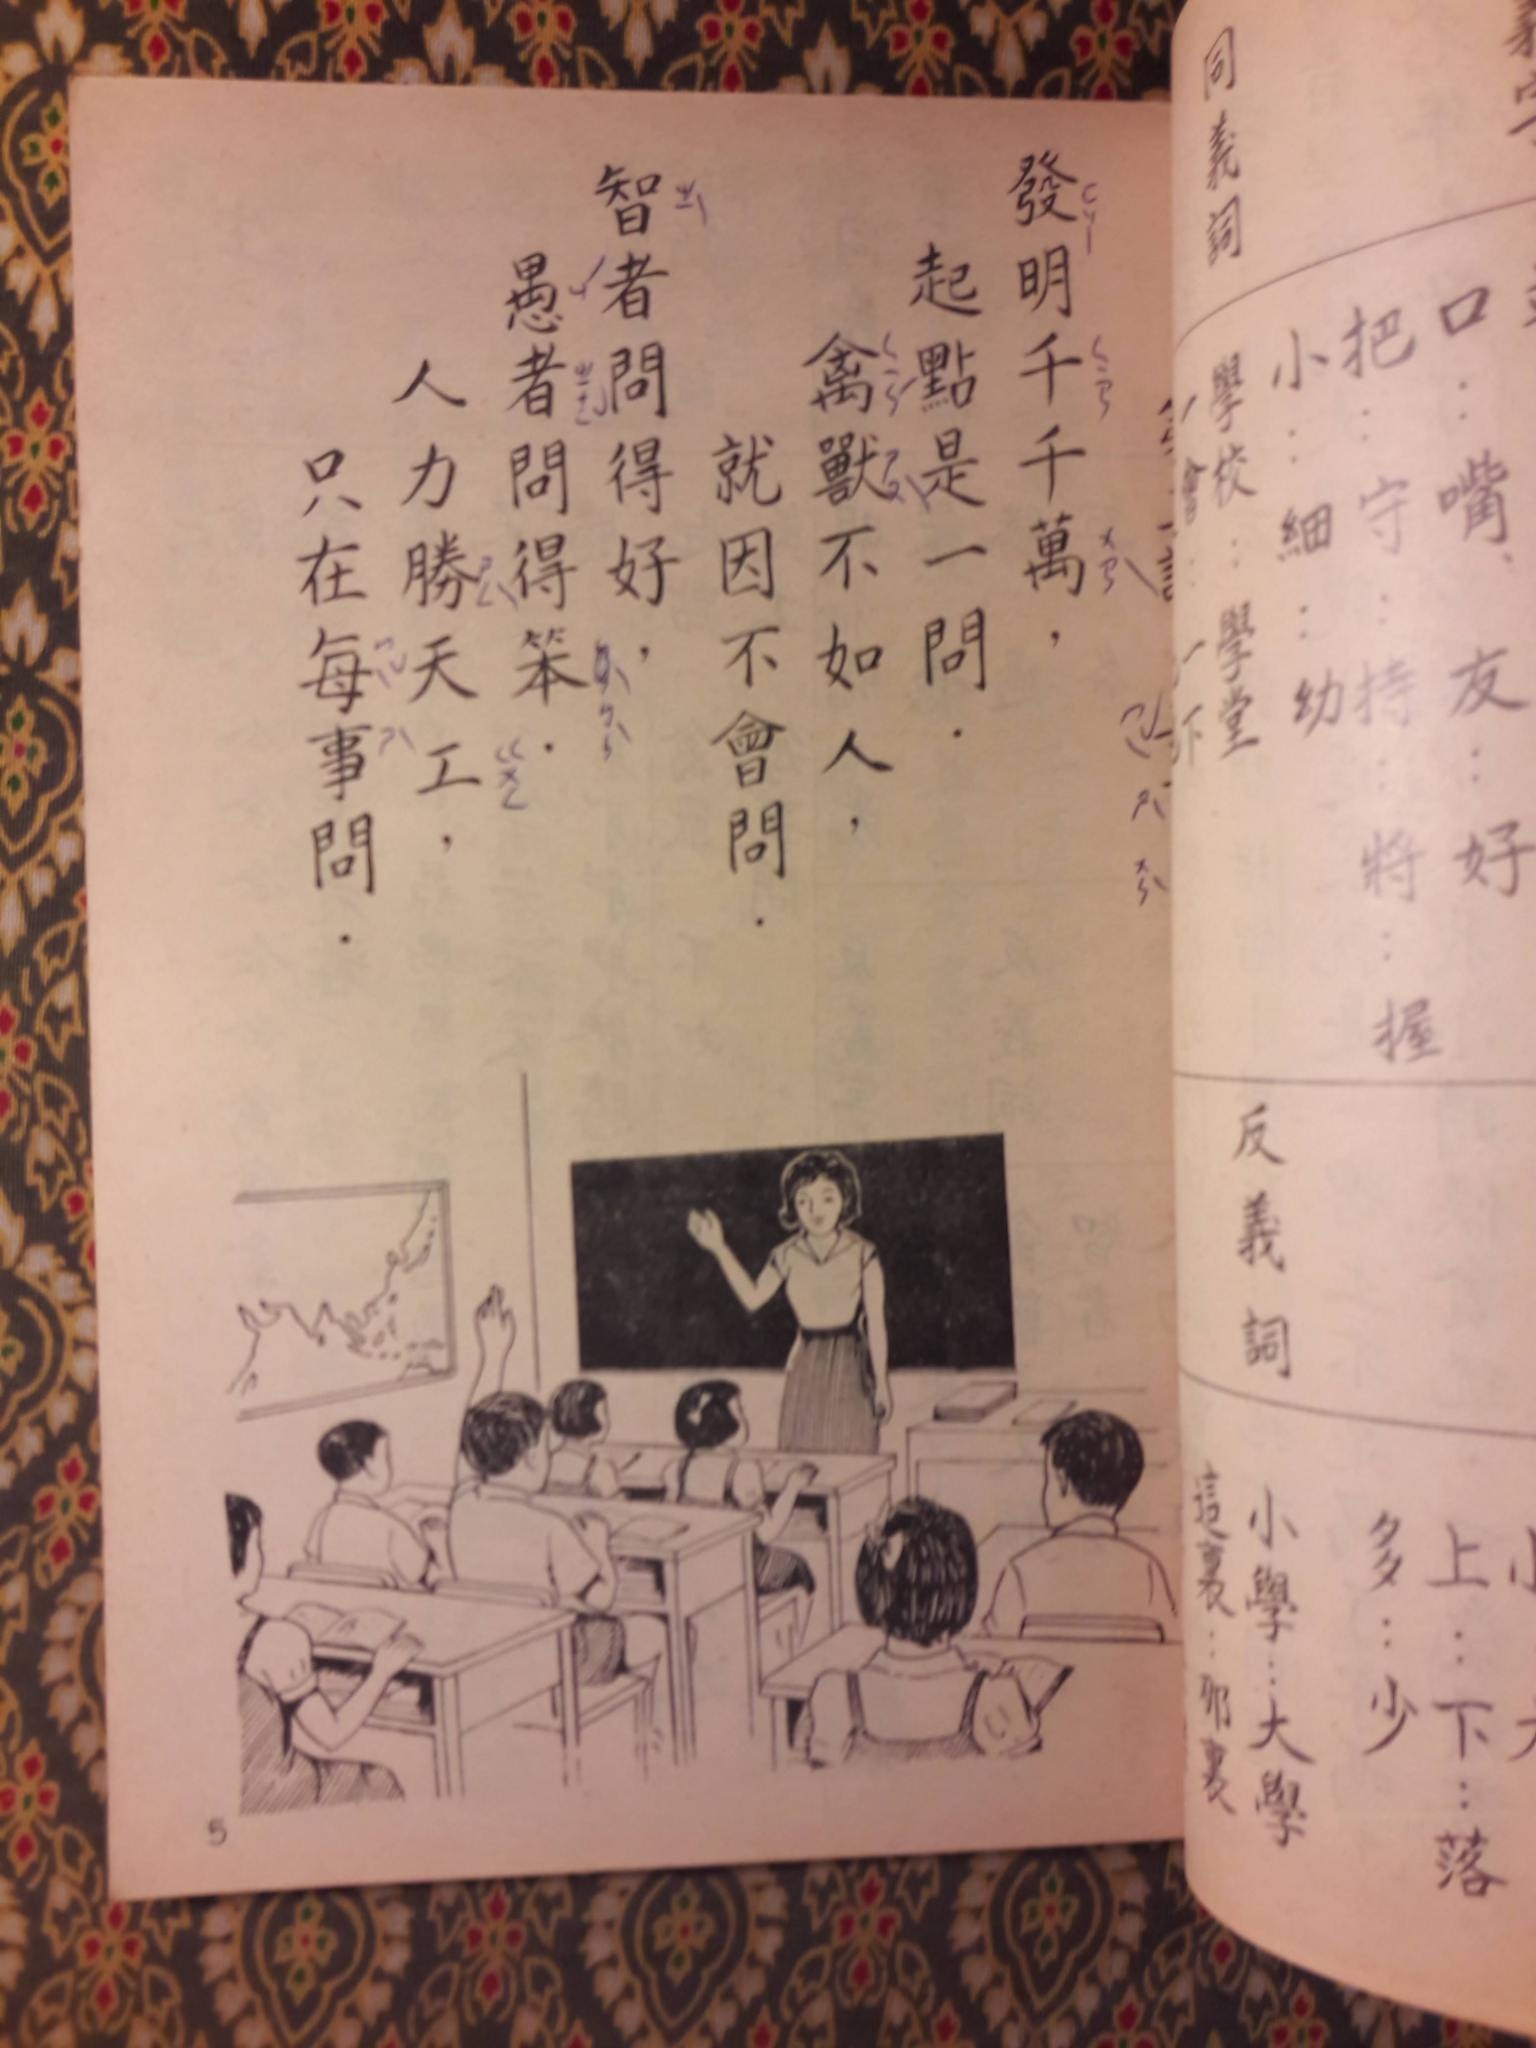 發明千千萬，
起點是一問．
禽獸不如人，
就因不會問．
智者問得好，
愚者問得笨．
人力勝天工，
只在每事問．
5
口：嘴、友：好
把：守：持：將：握
小：細：幼
同義詞
學校：學堂
反義詞
上：下：落
多：少
小學：大學
這裏：那裏